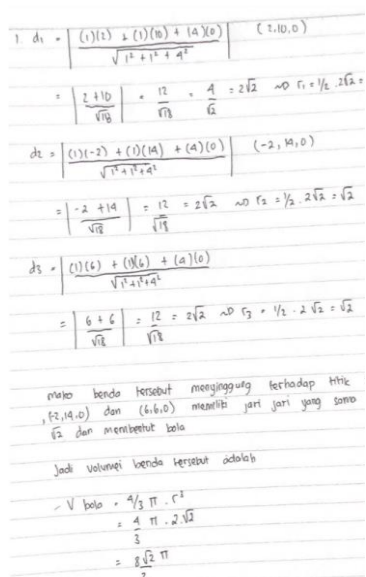 1. d1 = | (1)(2) + (1)(10) + (4)(0) / √1² + 1² + 4² | (2,10,0)
= | 2+10 / √18 | = 12 / √18 = 4 / √2 = 2√2 ~> r1 = 1/2 . 2√2 =
d2 = | (1)(-2) + (1)(14) + (4)(0) / √1²+1²+4² | (-2, 14, 0)
= | -2 + 14 / √18 | = 12 / √18 = 2√2 ~> r2 = 1/2 . 2√2 = √2
d3 = | (1)(6) + (1)(6) + (4)(0) / √1²+1²+4² |
= | 6 + 6 / √18 | = 12 / √18 = 2√2 ~> r3 = 1/2 . 2√2 = √2
maka benda tersebut menyinggung terhadap titik
, (-2,14,0) dan (6,6,0) memiliki jari jari yang sama
√2 dan membentuk bola
Jadi volumei benda tersebut adalah
- V bola = 4/3 π . r³
= 4/3 π . 2.√2
= 8√2 π / 3